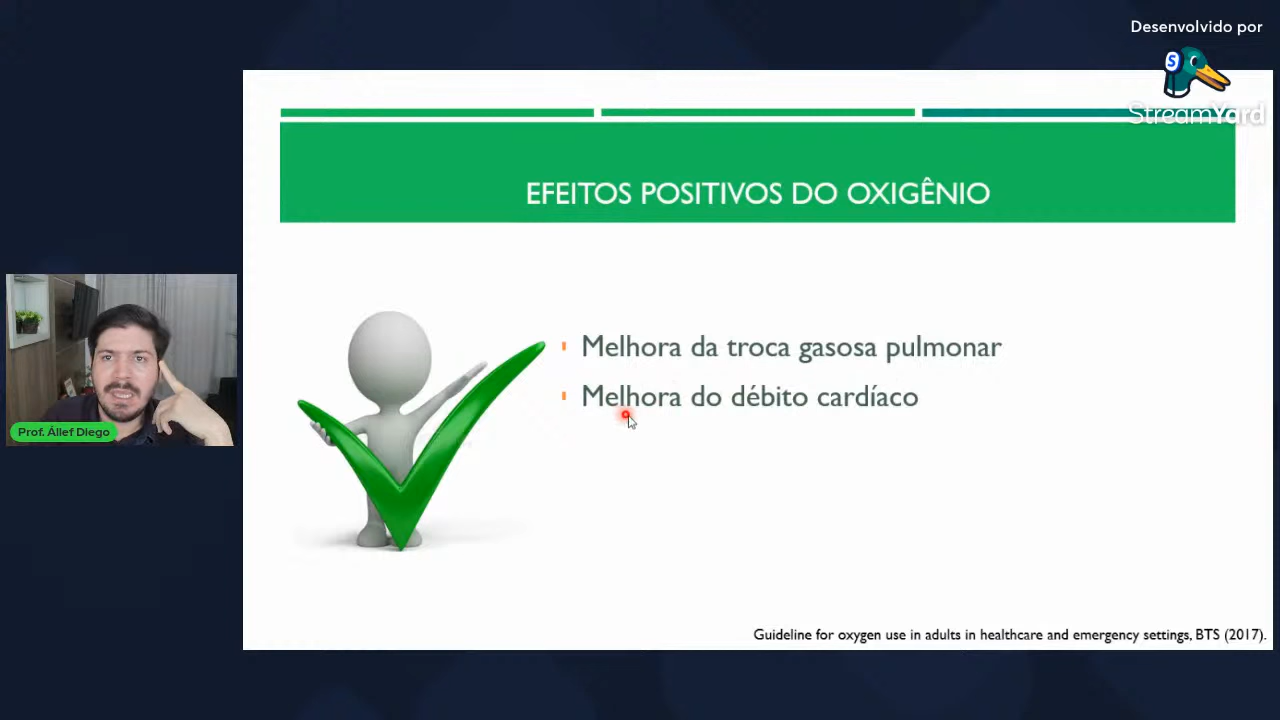 Desenvolvido por
S
StreamYard
EFEITOS POSITIVOS DO OXIGÊNIO
Melhora da troca gasosa pulmonar
Melhora do débito cardíaco
Prof. Állef Diego
Guideline for oxygen use in adults in healthcare and emergency settings, BTS (2017).